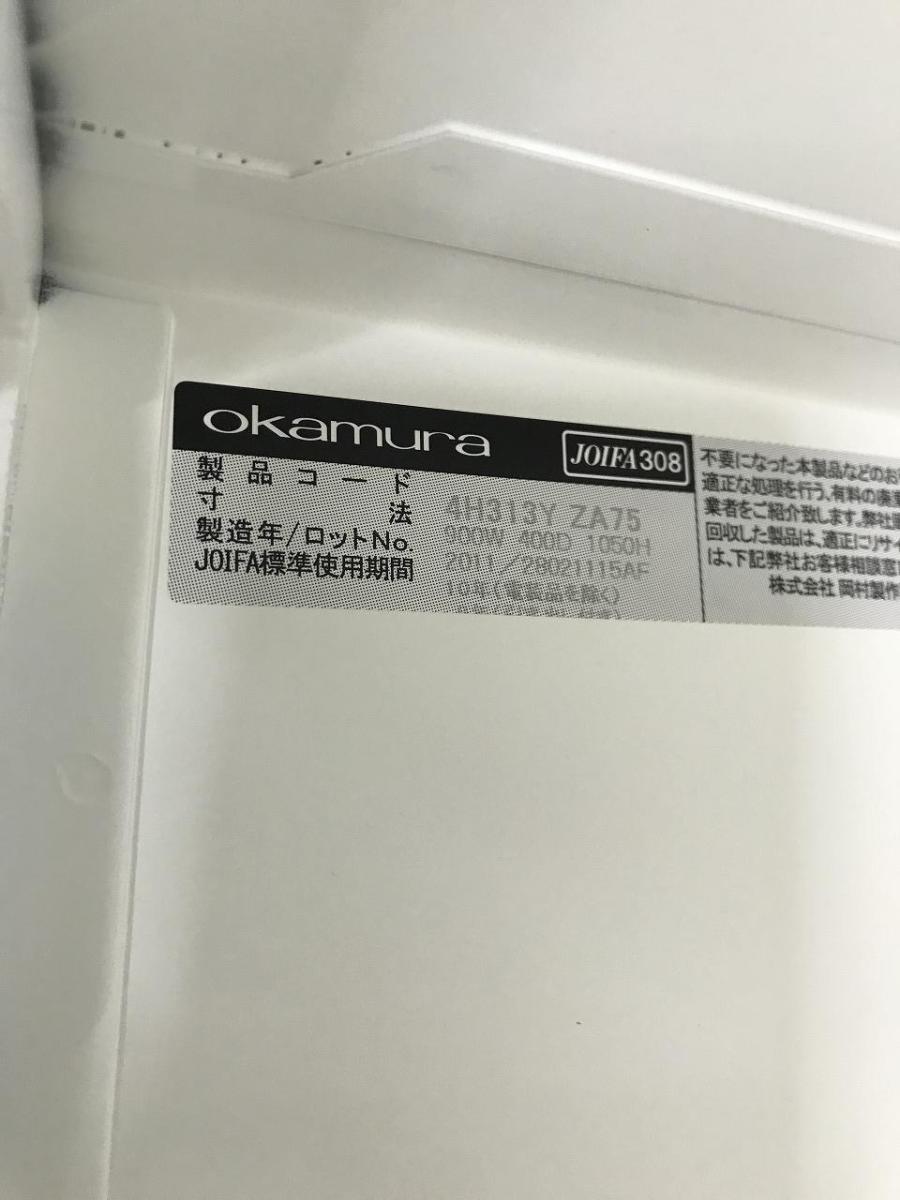 okamura
JOIFA308
製品コード 4H313Y ZA75
寸法 900W 400D 1050H
製造年/ロットNo. 2011/28021115AF
JOIFA標準使用期間 10年(電装品を除く)
不要になった本製品などのお
適正な処理を行う、有料の廃
業者をご紹介致します。弊社
回収した製品は、適正にリサイ
は、下記弊社お客様相談窓
株式会社 岡村製作